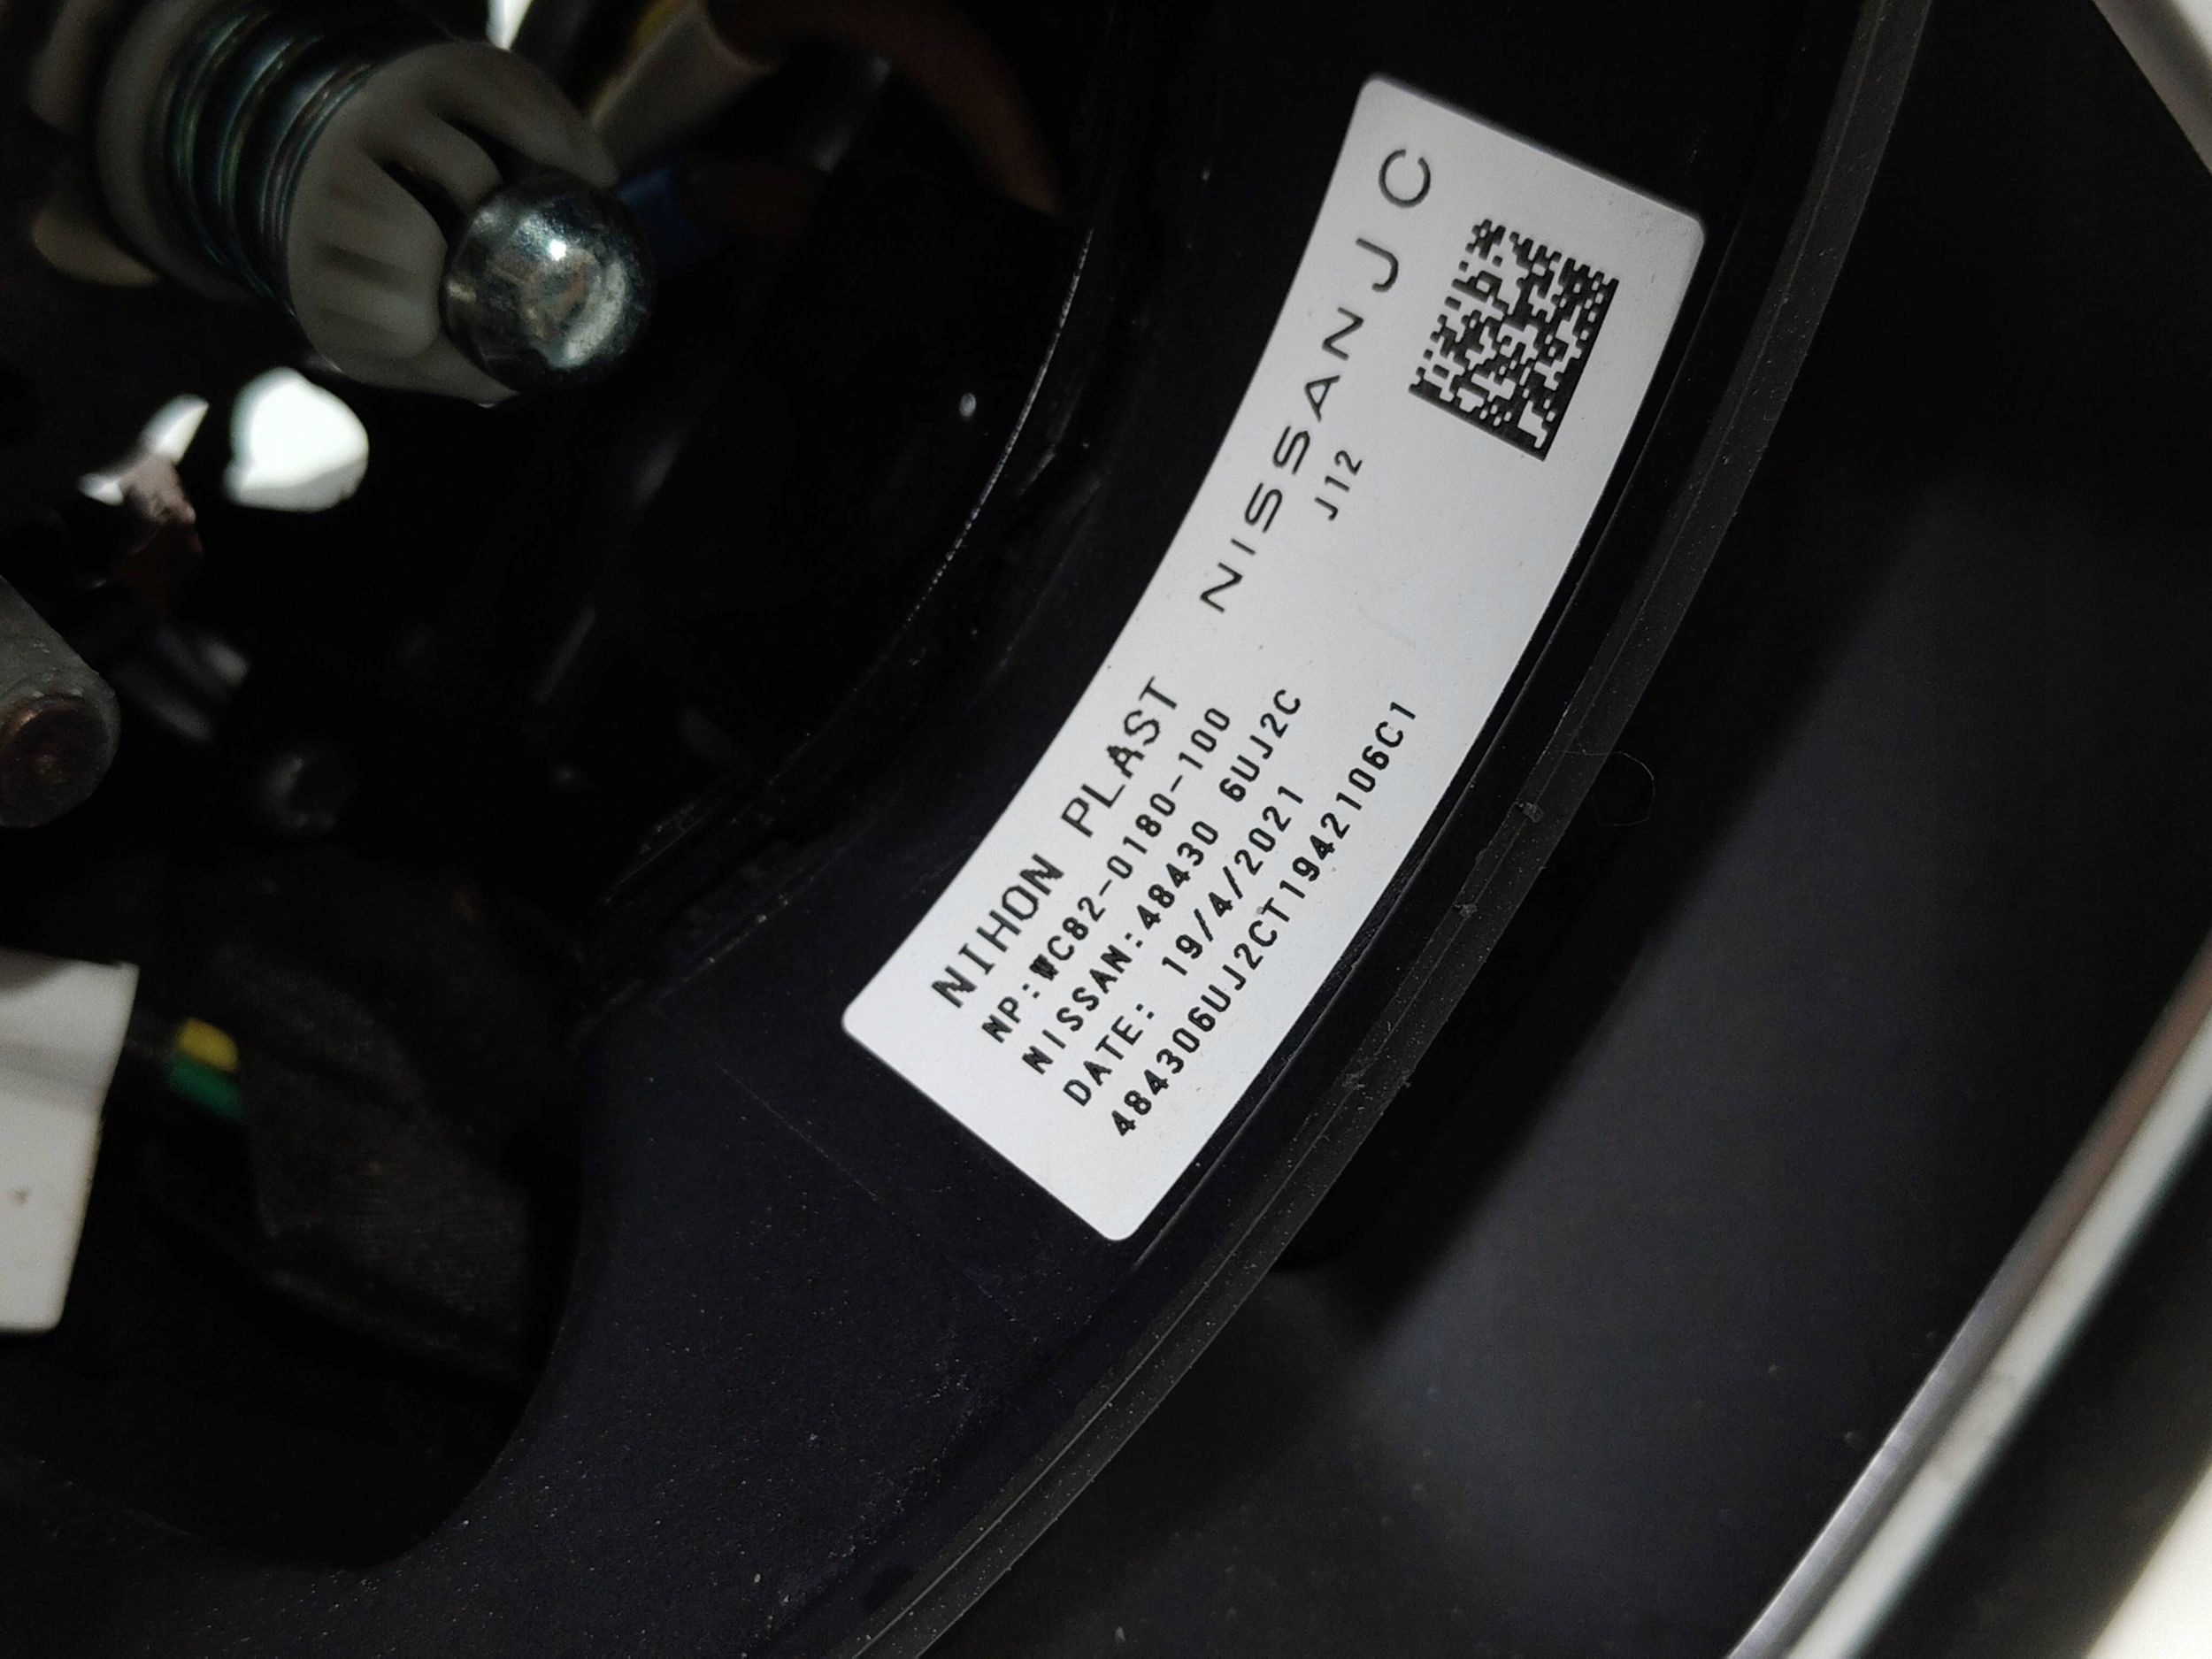 NIHON PLAST NISSAN J C
NP:WC82-0180-100 J12
NISSAN:48430 6UJ2C
DATE: 19/4/2021
484306UJ2CT1942106C1